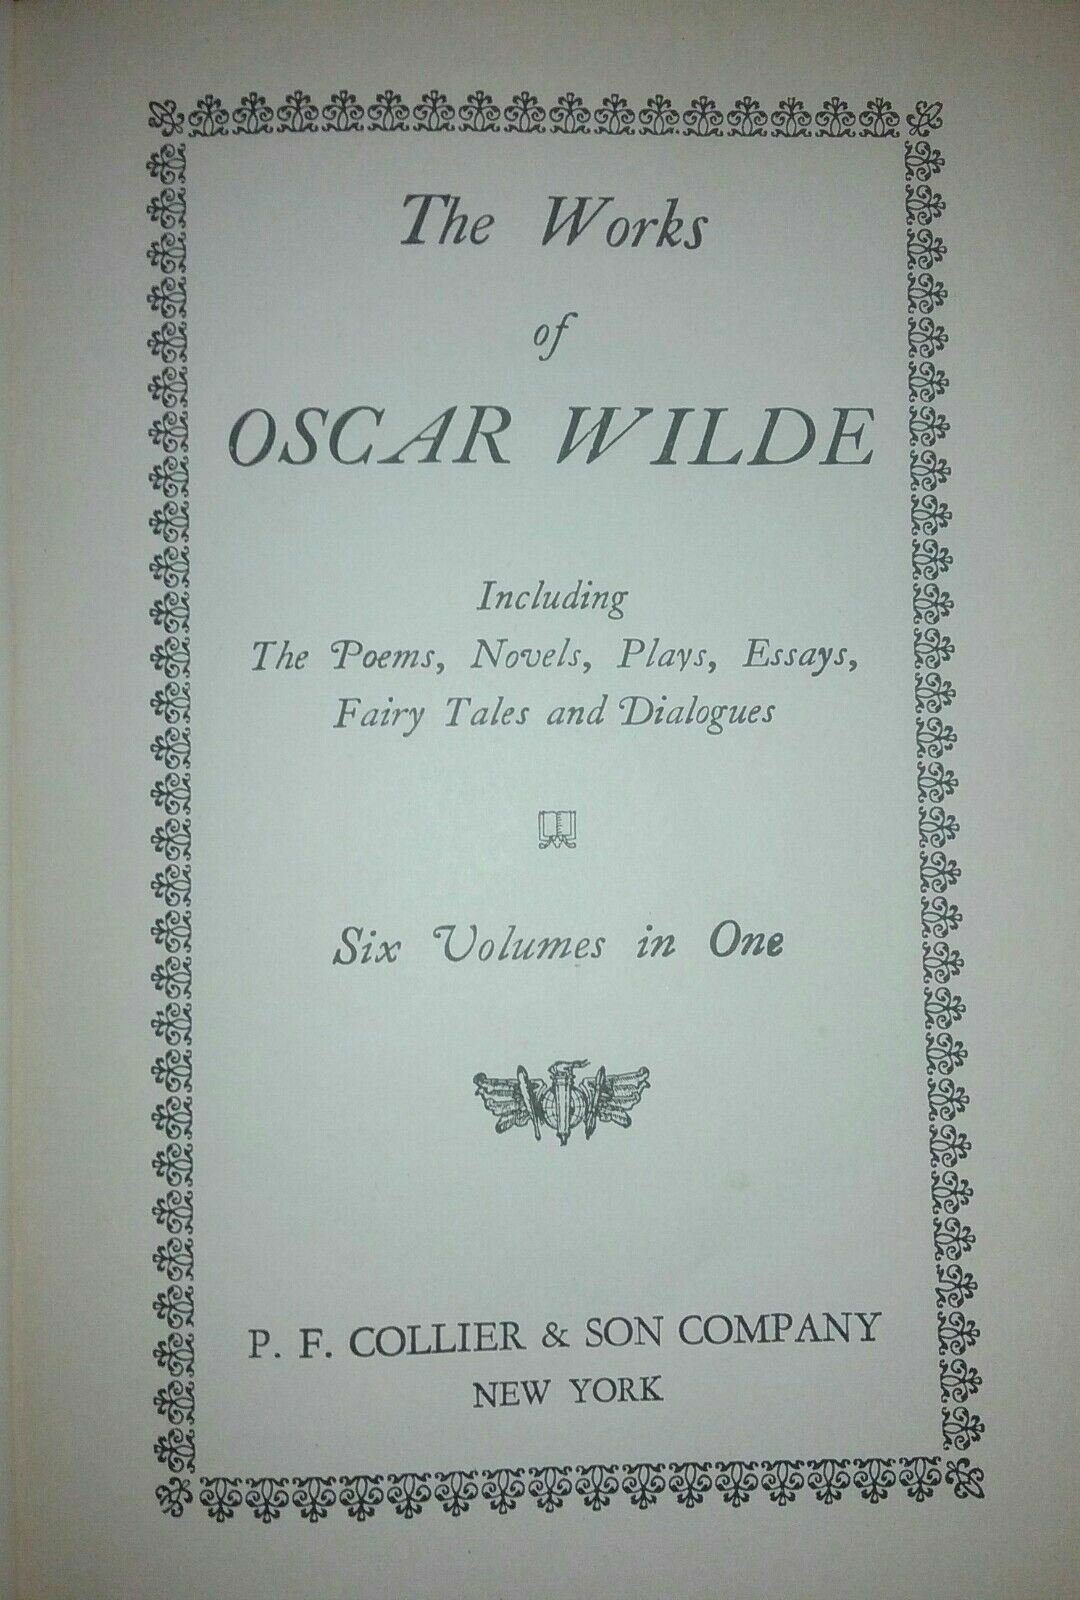 The Works
of
OSCAR WILDE
Including
The Poems, Novels, Plays, Essays,
Fairy Tales and Dialogues
Six Volumes in One
P. F. COLLIER & SON COMPANY
NEW YORK